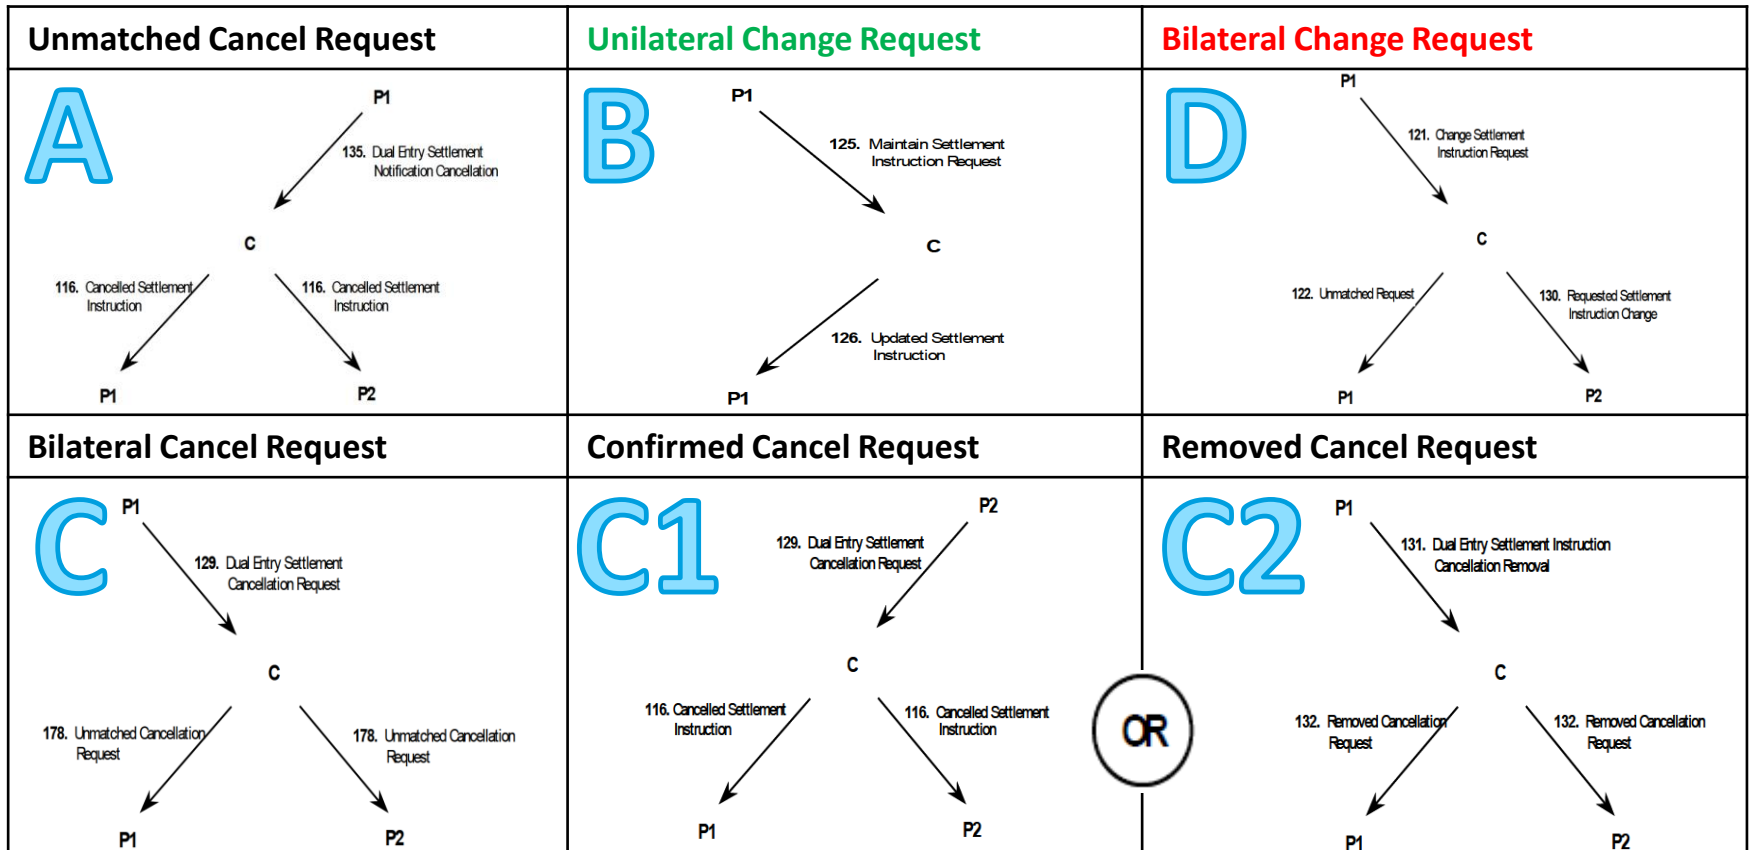 Unmatched Cancel Request
Unilateral Change Request
Bilateral Change Request
A
P1
135. Dual Entry Settlement
Notification Cancellation
C
116. Cancelled Settlement
Instruction
116. Cancelled Settlement
Instruction
P1
P2
B
P1
125. Maintain Settlement
Instruction Request
C
126. Updated Settlement
Instruction
P1
D
P1
121. Change Settlement
Instruction Request
C
122. Unmatched Request
130. Requested Settlement
Instruction Change
P1
P2
Bilateral Cancel Request
Confirmed Cancel Request
Removed Cancel Request
C
P1
129. Dual Entry Settlement
Cancellation Request
C
178. Unmatched Cancellation
Request
178. Unmatched Cancellation
Request
P1
P2
C1
P2
129. Dual Entry Settlement
Cancellation Request
C
116. Cancelled Settlement
Instruction
116. Cancelled Settlement
Instruction
P1
P2
OR
C2
P1
131. Dual Entry Settlement Instruction
Cancellation Removal
C
132. Removed Cancellation
Request
132. Removed Cancellation
Request
P1
P2